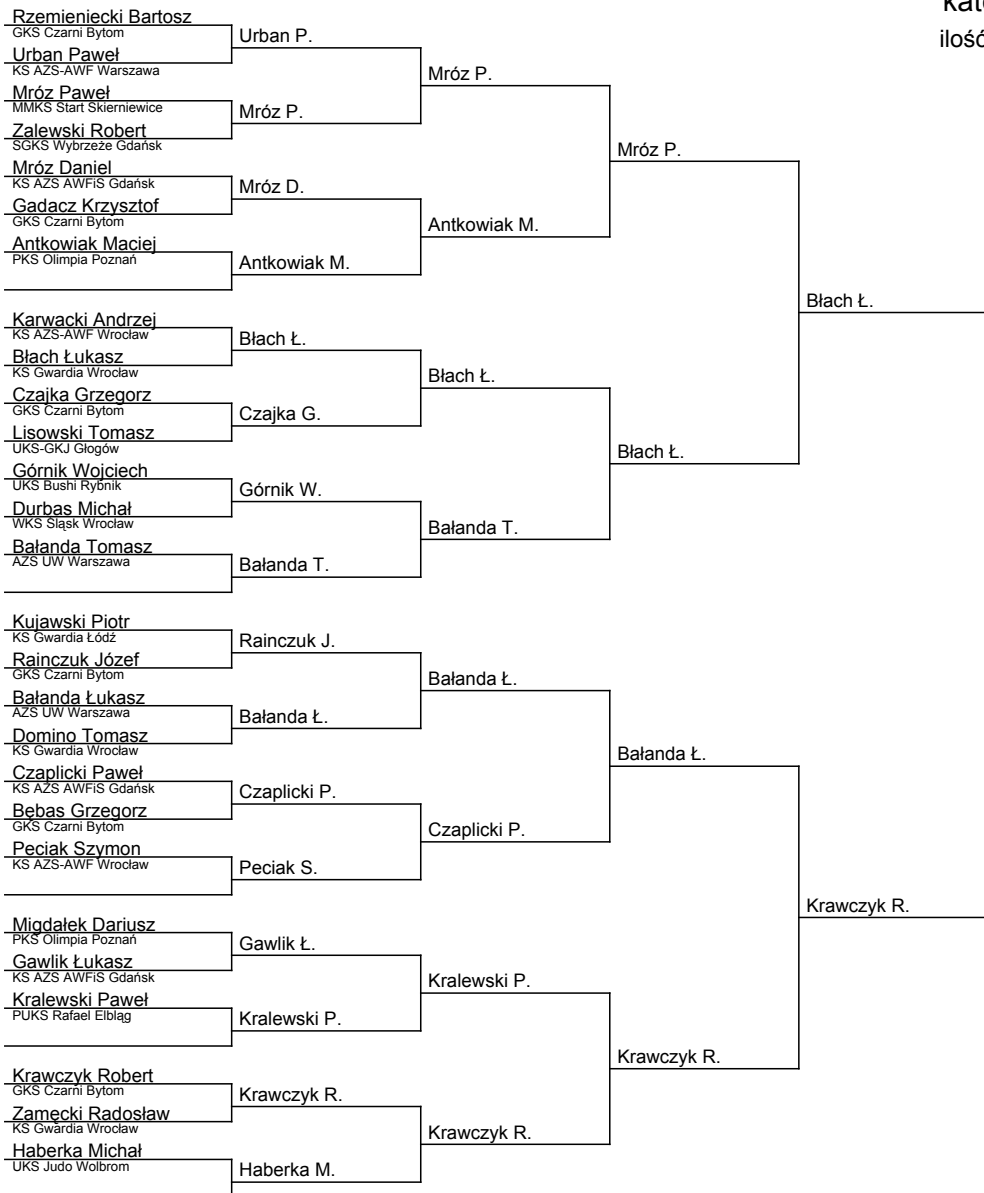 Rzemieniecki Bartosz
GKS Czarni Bytom
Urban Paweł
KS AZS-AWF Warszawa
Mróz Paweł
MMKS Start Skierniewice
Zalewski Robert
SGKS Wybrzeże Gdańsk
Mróz Daniel
KS AZS AWFiS Gdańsk
Gadacz Krzysztof
GKS Czarni Bytom
Antkowiak Maciej
PKS Olimpia Poznań
Karwacki Andrzej
KS AZS-AWF Wrocław
Błach Łukasz
KS Gwardia Wrocław
Czajka Grzegorz
GKS Czarni Bytom
Lisowski Tomasz
UKS-GKJ Głogów
Górnik Wojciech
UKS Bushi Rybnik
Durbas Michał
WKS Śląsk Wrocław
Bałanda Tomasz
AZS UW Warszawa
Kujawski Piotr
KS Gwardia Łódź
Rainczuk Józef
GKS Czarni Bytom
Bałanda Łukasz
AZS UW Warszawa
Domino Tomasz
KS Gwardia Wrocław
Czaplicki Paweł
KS AZS AWFiS Gdańsk
Bębas Grzegorz
GKS Czarni Bytom
Peciak Szymon
KS AZS-AWF Wrocław
Migdałek Dariusz
PKS Olimpia Poznań
Gawlik Łukasz
KS AZS AWFiS Gdańsk
Kralewski Paweł
PUKS Rafael Elbląg
Krawczyk Robert
GKS Czarni Bytom
Zamęcki Radosław
KS Gwardia Wrocław
Haberka Michał
UKS Judo Wolbrom
Urban P.
Mróz P.
Mróz D.
Antkowiak M.
Błach Ł.
Czajka G.
Górnik W.
Bałanda T.
Rainczuk J.
Bałanda Ł.
Czaplicki P.
Peciak S.
Gawlik Ł.
Kralewski P.
Krawczyk R.
Haberka M.
Mróz P.
Antkowiak M.
Błach Ł.
Bałanda T.
Bałanda Ł.
Czaplicki P.
Kralewski P.
Krawczyk R.
Mróz P.
Błach Ł.
Bałanda Ł.
Krawczyk R.
Błach Ł.
Krawczyk R.
ilość